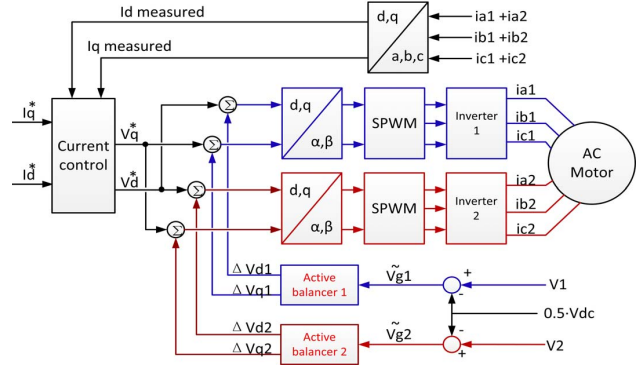 Id measured
Iq measured
d,q
a,b,c
ia1 +ia2
ib1 +ib2
ic1 +ic2
Iq*
Id*
Current control
Vq*
Vd*
Σ
Σ
d,q
α,β
SPWM
Inverter 1
ia1
ib1
ic1
AC Motor
Σ
Σ
d,q
α,β
SPWM
Inverter 2
ia2
ib2
ic2
Δ Vd1
Δ Vq1
Active balancer 1
Ṽg1
+
-
V1
0.5·Vdc
Δ Vd2
Δ Vq2
Active balancer 2
Ṽg2
-
+
V2